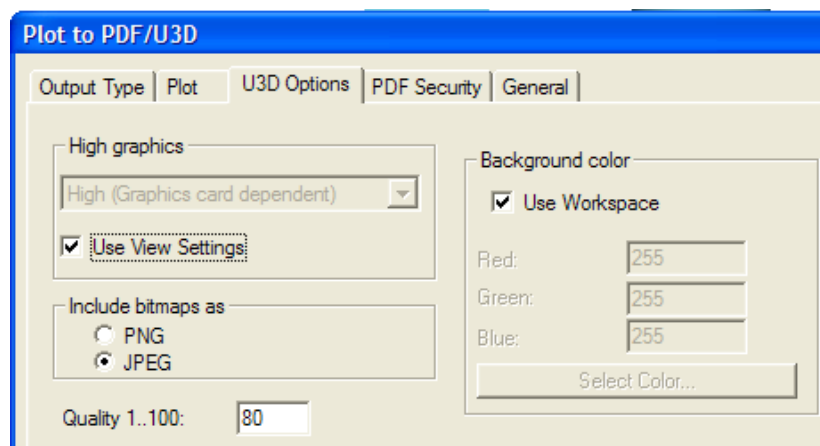 Plot to PDF/U3D
Output Type Plot U3D Options PDF Security General
High graphics
High (Graphics card dependent)
Use View Settings
Include bitmaps as
PNG
JPEG
Quality 1..100: 80
Background color
Use Workspace
Red: 255
Green: 255
Blue: 255
Select Color...